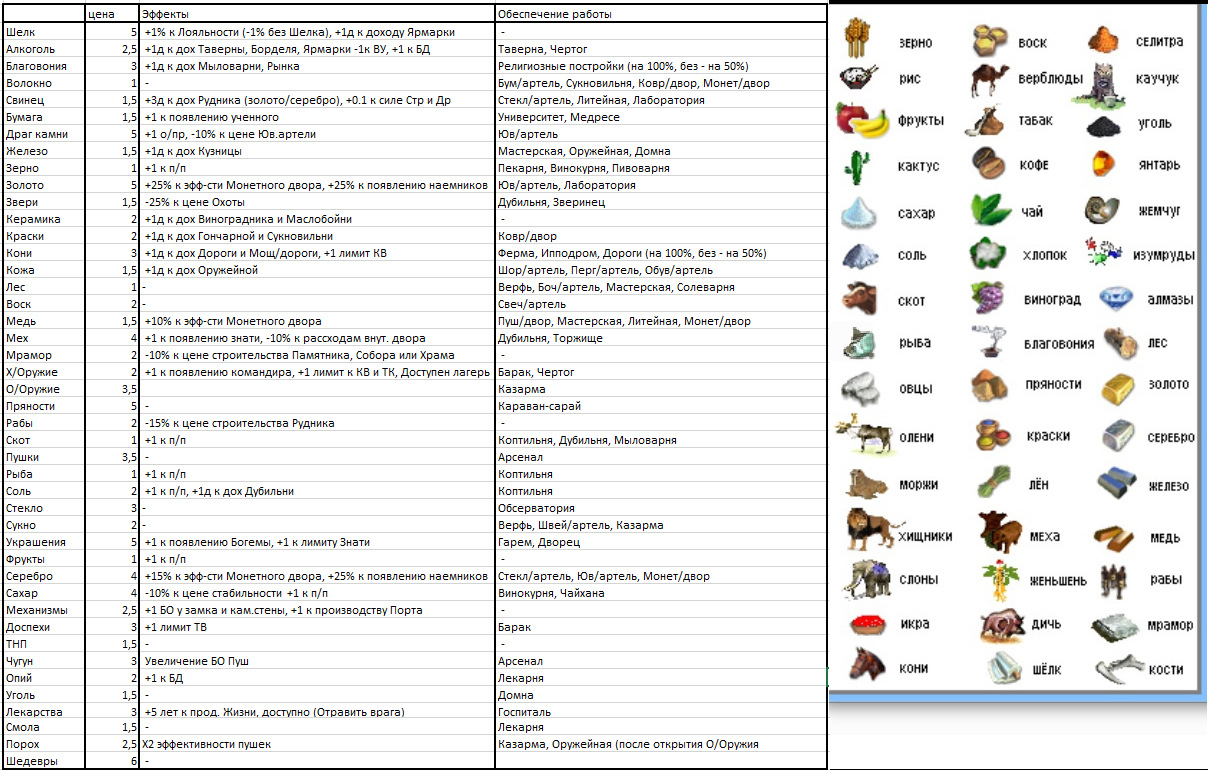 цена Эффекты Обеспечение работы
Шелк 5 +1% к Лояльности (-1% без Шелка), +1д к доходу Ярмарки -
Алкоголь 2,5 +1д к дох Таверны, Борделя, Ярмарки -1к ВУ, +1 к БД Таверна, Чертог
Благовония 3 +1д к дох Мыловарни, Рынка Религиозные постройки (на 100%, без - на 50%)
Волокно 1 - Бум/артель, Сукновильня, Ковр/двор, Монет/двор
Свинец 1,5 +3д к дох Рудника (золото/серебро), +0.1 к силе Стр и Др Стекл/артель, Литейная, Лаборатория
Бумага 1,5 +1 к появлению ученного Университет, Медресе
Драг камни 5 +1 о/пр, -10% к цене Юв.артели Юв/артель
Железо 1,5 +1д к дох Кузницы Мастерская, Оружейная, Домна
Зерно 1 +1 к п/п Пекарня, Винокурня, Пивоварня
Золото 5 +25% к эфф-сти Монетного двора, +25% к появлению наемников Юв/артель, Лаборатория
Звери 1,5 -25% к цене Охоты Дубильня, Зверинец
Керамика 2 +1д к дох Виноградника и Маслобойни -
Краски 2 +1д к дох Гончарной и Сукновильни Ковр/двор
Кони 3 +1д к дох Дороги и Мощ/дороги, +1 лимит КВ Ферма, Ипподром, Дороги (на 100%, без - на 50%)
Кожа 1,5 +1д к дох Оружейной Шор/артель, Перг/артель, Обув/артель
Лес 1 - Верфь, Боч/артель, Мастерская, Солеварня
Воск 2 - Свеч/артель
Медь 1,5 +10% к эфф-сти Монетного двора Пуш/двор, Мастерская, Литейная, Монет/двор
Мех 4 +1 к появлению знати, -10% к рассходам внут. двора Дубильня, Торжище
Мрамор 2 -10% к цене строительства Памятника, Собора или Храма -
Х/Оружие 2 +1 к появлению командира, +1 лимит к КВ и ТК, Доступен лагерь Барак, Чертог
О/Оружие 3,5 Казарма
Пряности 5 - Караван-сарай
Рабы 2 -15% к цене строительства Рудника -
Скот 1 +1 к п/п Коптильня, Дубильня, Мыловарня
Пушки 3,5 - Арсенал
Рыба 1 +1 к п/п Коптильня
Соль 2 +1 к п/п, +1д к дох Дубильни Коптильня
Стекло 3 - Обсерватория
Сукно 2 - Верфь, Швей/артель, Казарма
Украшения 5 +1 к появлению Богемы, +1 к лимиту Знати Гарем, Дворец
Фрукты 1 +1 к п/п -
Серебро 4 +15% к эфф-сти Монетного двора, +25% к появлению наемников Стекл/артель, Юв/артель, Монет/двор
Сахар 4 -10% к цене стабильности +1 к п/п Винокурня, Чайхана
Механизмы 2,5 +1 БО у замка и кам.стены, +1 к производству Порта -
Доспехи 3 +1 лимит ТВ Барак
ТНП 1,5 - -
Чугун 3 Увеличение БО Пуш Арсенал
Опий 2 +1 к БД Лекарня
Уголь 1,5 - Домна
Лекарства 3 +5 лет к прод. Жизни, доступно (Отравить врага) Госпиталь
Смола 1,5 - Лекарня
Порох 2,5 Х2 эффективности пушек Казарма, Оружейная (после открытия О/Оружия
Шедевры 6 -
зерно воск селитра
рис верблюды каучук
фрукты табак уголь
кактус кофе янтарь
сахар чай жемчуг
соль хлопок изумруды
скот виноград алмазы
рыба благовония лес
овцы пряности золото
олени краски серебро
моржи лён железо
хищники меха медь
слоны женьшень рабы
икра дичь мрамор
кони шёлк кости